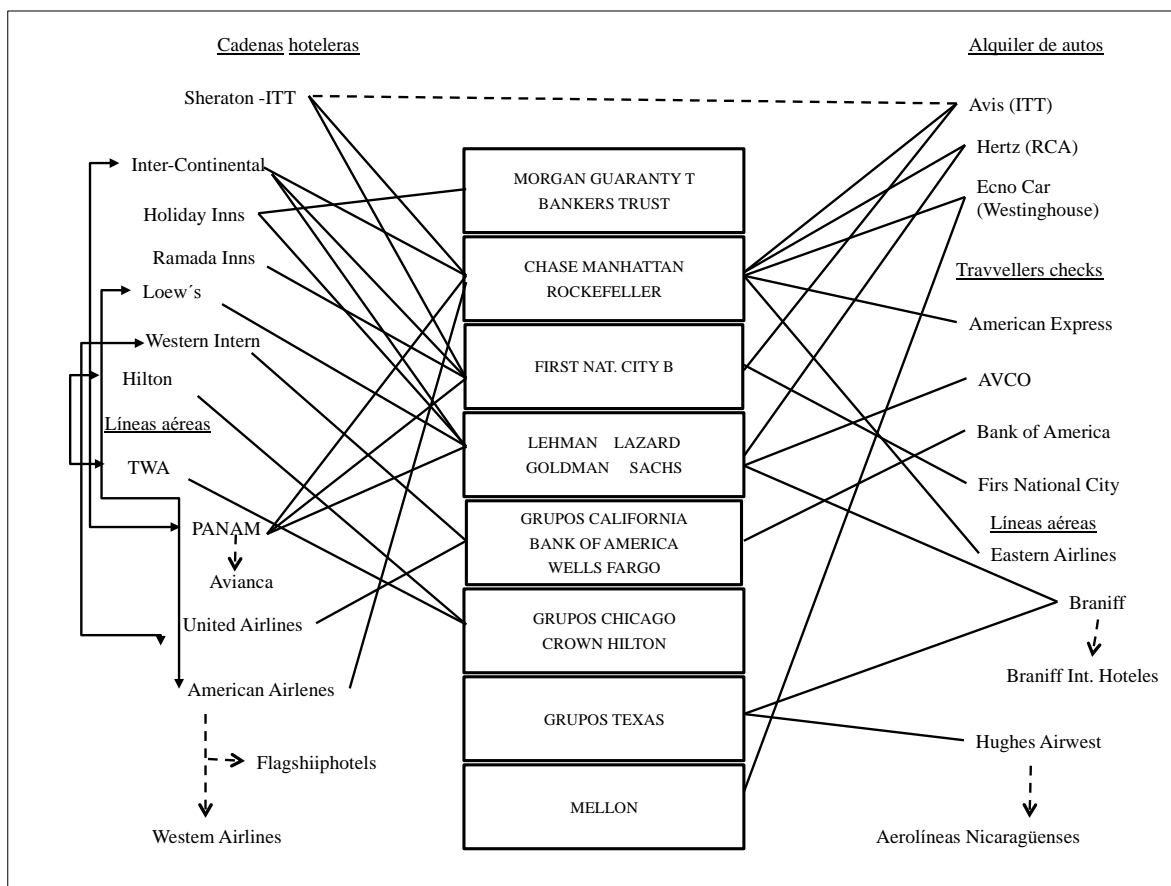 Cadenas hoteleras
Sheraton -ITT
Inter-Continental
Holiday Inns
Ramada Inns
Loew´s
Western Intern
Hilton
Líneas aéreas
TWA
PANAM
Avianca
United Airlines
American Airlenes
Flagshiiphotels
Westem Airlines
MORGAN GUARANTY T
BANKERS TRUST
CHASE MANHATTAN
ROCKEFELLER
FIRST NAT. CITY B
LEHMAN LAZARD
GOLDMAN SACHS
GRUPOS CALIFORNIA
BANK OF AMERICA
WELLS FARGO
GRUPOS CHICAGO
CROWN HILTON
GRUPOS TEXAS
MELLON
Alquiler de autos
Avis (ITT)
Hertz (RCA)
Ecno Car
(Westinghouse)
Travvellers checks
American Express
AVCO
Bank of America
Firs National City
Líneas aéreas
Eastern Airlines
Braniff
Braniff Int. Hoteles
Hughes Airwest
Aerolíneas Nicaragüenses